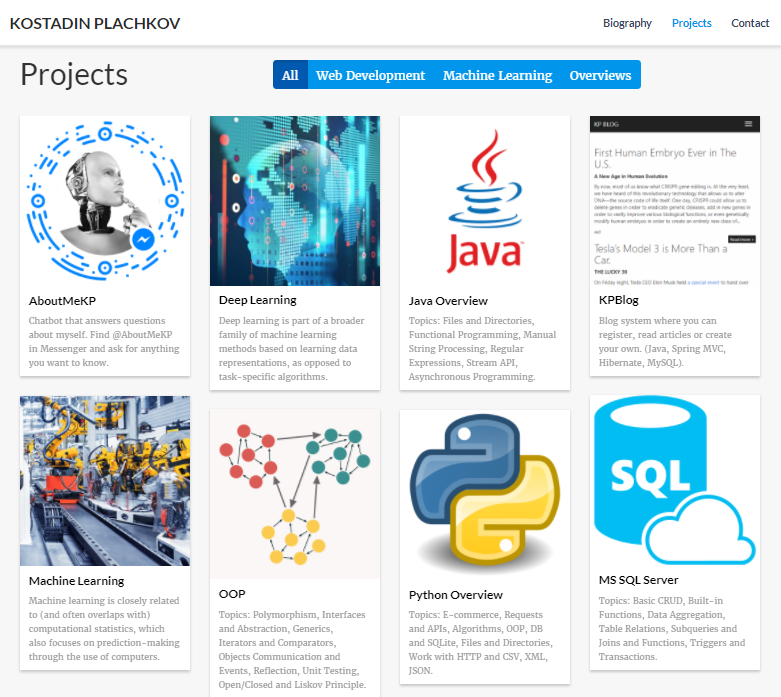 KOSTADIN PLACHKOV
Biography
Projects
Contact
Projects
All
Web Development
Machine Learning
Overviews
Java
AboutMeKP
Chatbot that answers questions
about myself. Find @AboutMeKP
in Messenger and ask for anything
you want to know.
Deep Learning
Deep learning is part of a broader
family of machine learning
methods based on learning data
representations, as opposed to
task-specific algorithms.
Java Overview
Topics: Files and Directories,
Functional Programming, Manual
String Processing, Regular
Expressions, Stream API,
Asynchronous Programming.
KP BLOG
First Human Embryo Ever in The
U.S.
A New Age in Human Evolution
By now, most of us know what CRISPR gene editing is. At the very least,
we have heard of this revolutionary technology that allows us to alter
DNA—the source code of life itself. One day, CRISPR could allow us to
delete genes in order to eradicate genetic diseases, add in new genes in
order to vastly improve various biological functions, or even genetically
modify human embryos in order to create an entirely new class of...
Read more »
Tesla's Model 3 is More Than a
Car.
THE LUCKY 30
On Friday night, Tesla CEO Elon Musk held a special event to hand over
KPBlog
Blog system where you can
register, read articles or create
your own. (Java, Spring MVC,
Hibernate, MySQL).
Machine Learning
Machine learning is closely related
to (and often overlaps with)
computational statistics, which
also focuses on prediction-making
through the use of computers.
OOP
Topics: Polymorphism, Interfaces
and Abstraction, Generics,
Iterators and Comparators,
Objects Communication and
Events, Reflection, Unit Testing,
Open/Closed and Liskov Principle.
Python Overview
Topics: E-commerce, Requests
and APIs, Algorithms, OOP, DB
and SQLite, Files and Directories,
Work with HTTP and CSV, XML,
JSON.
SQL
MS SQL Server
Topics: Basic CRUD, Built-in
Functions, Data Aggregation,
Table Relations, Subqueries and
Joins and Functions, Triggers and
Transactions.